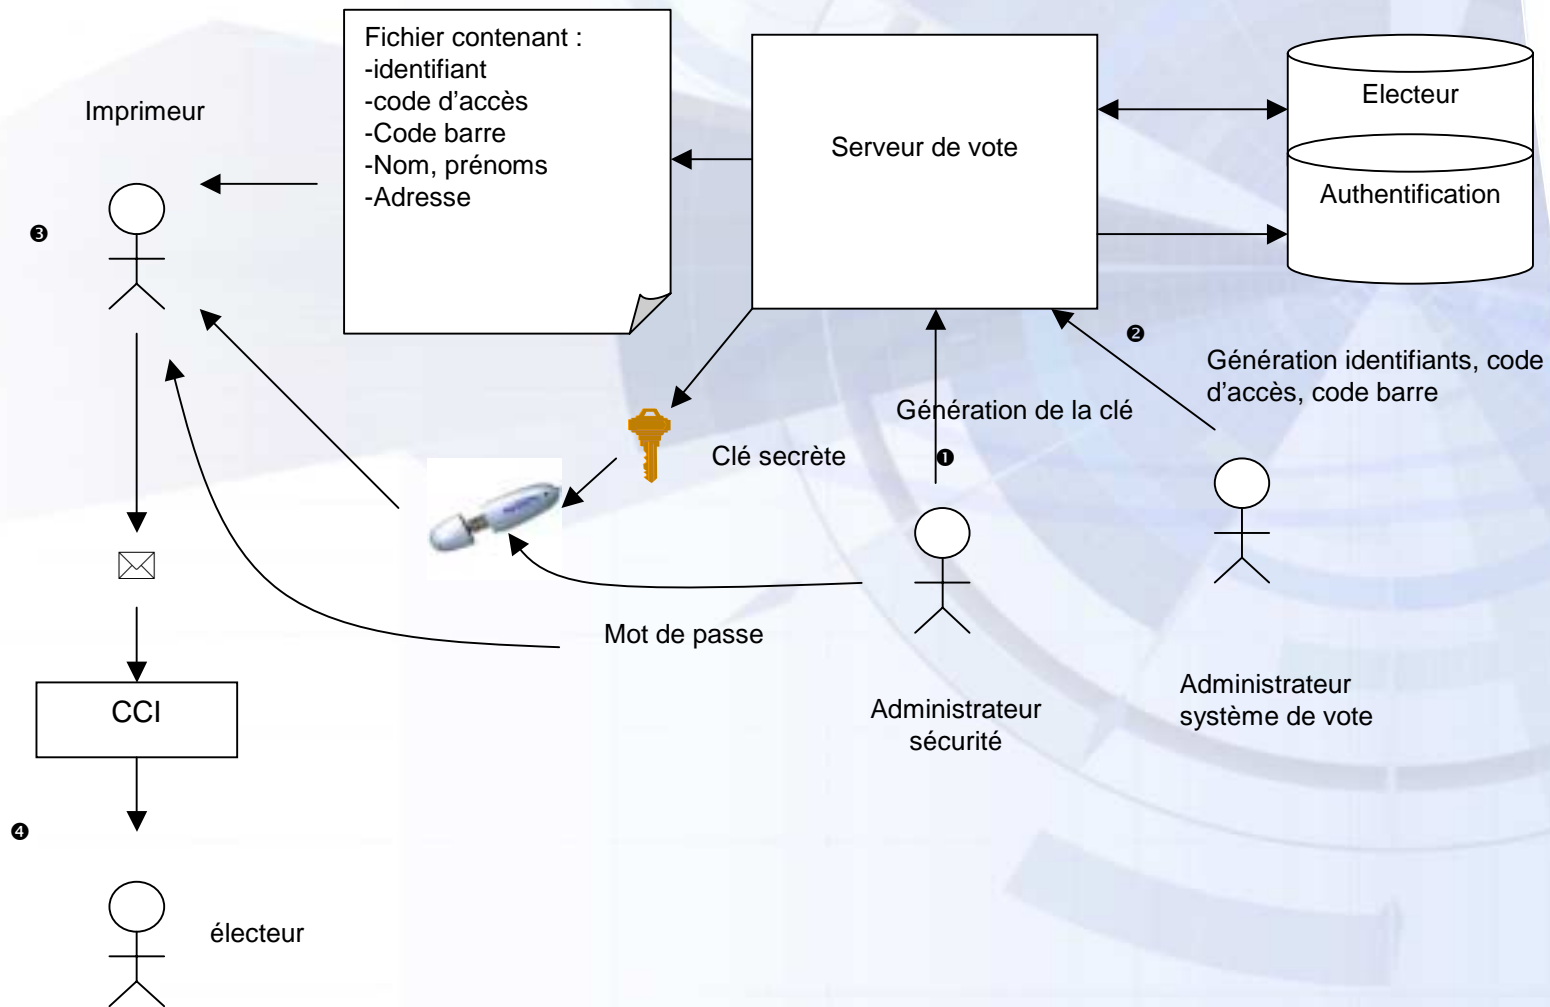 Fichier contenant :
-identifiant
-code d'accès
-Code barre
-Nom, prénoms
-Adresse
Imprimeur
Serveur de vote
Electeur
Authentification
❸
❷
Génération identifiants, code
d'accès, code barre
Génération de la clé
❶
Clé secrète
Mot de passe
Administrateur
sécurité
Administrateur
système de vote
CCI
❹
électeur